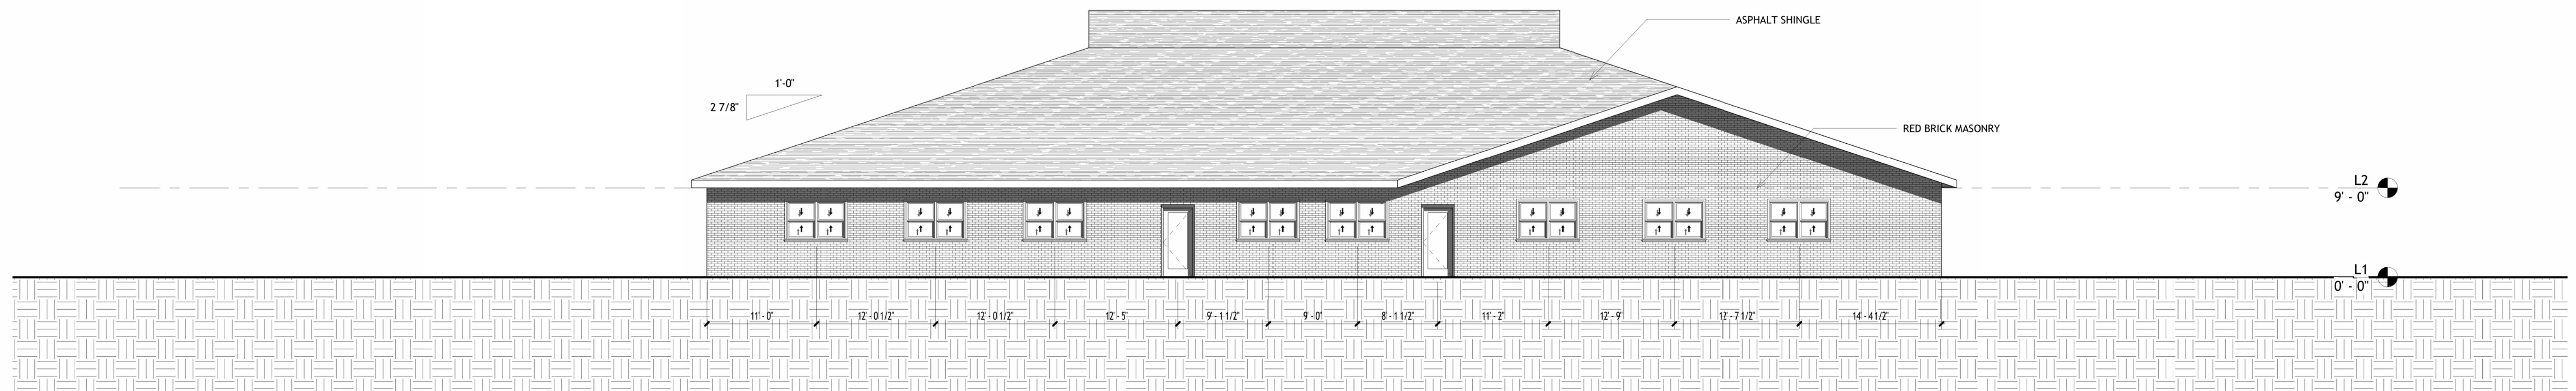 ASPHALT SHINGLE
1'-0"
2 7/8"
RED BRICK MASONRY
L2
9' - 0"
L1
0' - 0"
11' - 0"
12' - 0 1/2"
12' - 0 1/2"
12' - 5"
9' - 1 1/2"
9' - 0"
8' - 1 1/2"
11' - 2"
12' - 9"
12' - 7 1/2"
14' - 4 1/2"